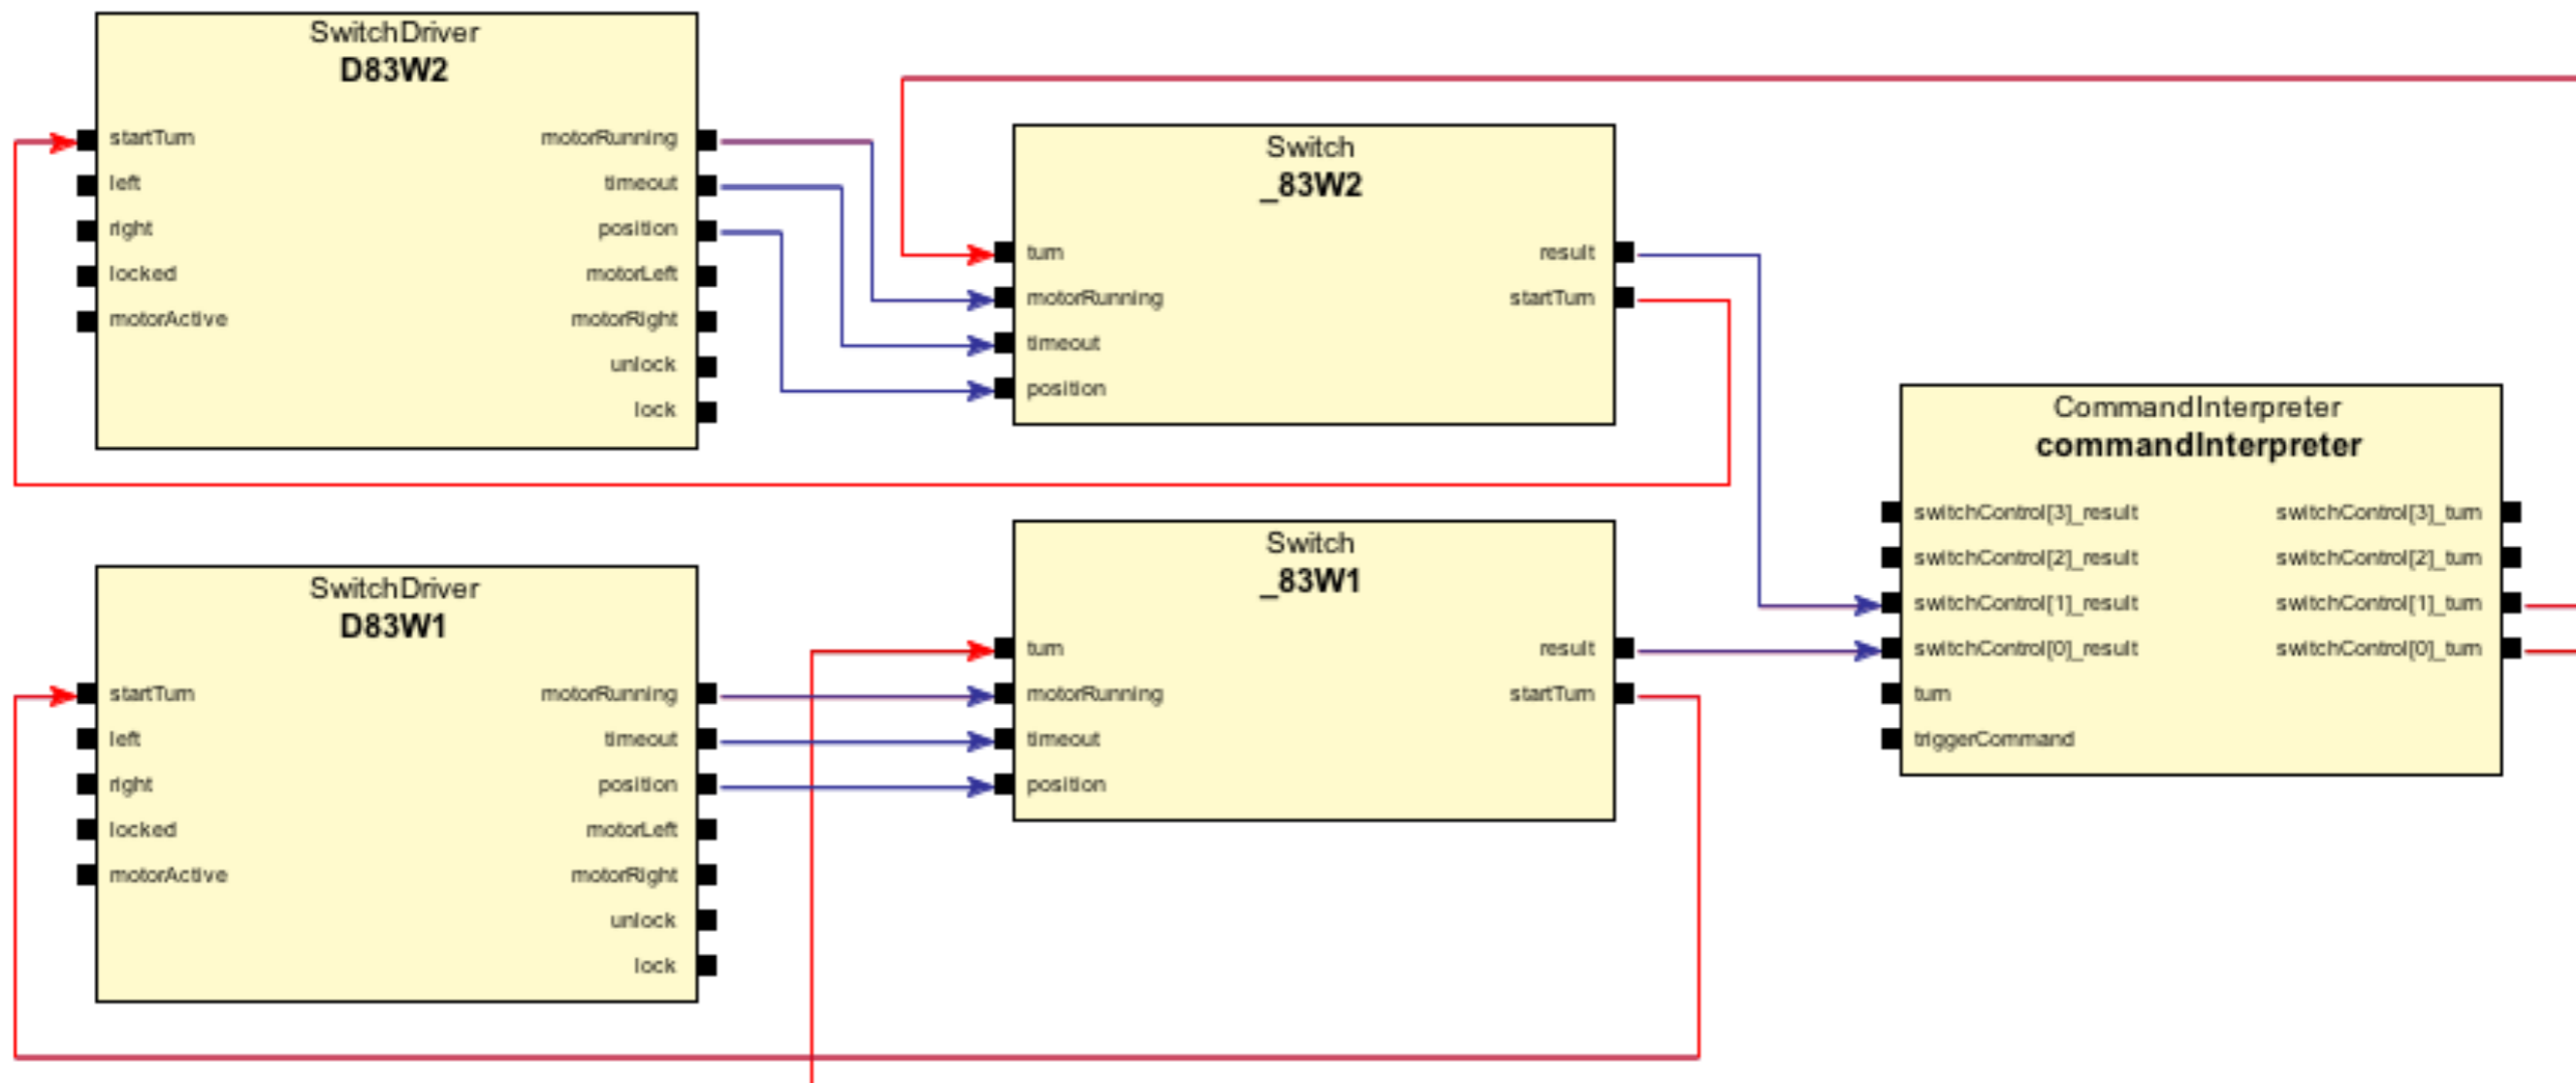 SwitchDriver
D83W2
startTurn
left
right
locked
motorActive
motorRunning
timeout
position
motorLeft
motorRight
unlock
lock
Switch
_83W2
turn
motorRunning
timeout
position
result
startTurn
SwitchDriver
D83W1
startTurn
left
right
locked
motorActive
motorRunning
timeout
position
motorLeft
motorRight
unlock
lock
Switch
_83W1
turn
motorRunning
timeout
position
result
startTurn
CommandInterpreter
commandInterpreter
switchControl[3]_result
switchControl[2]_result
switchControl[1]_result
switchControl[0]_result
turn
triggerCommand
switchControl[3]_turn
switchControl[2]_turn
switchControl[1]_turn
switchControl[0]_turn